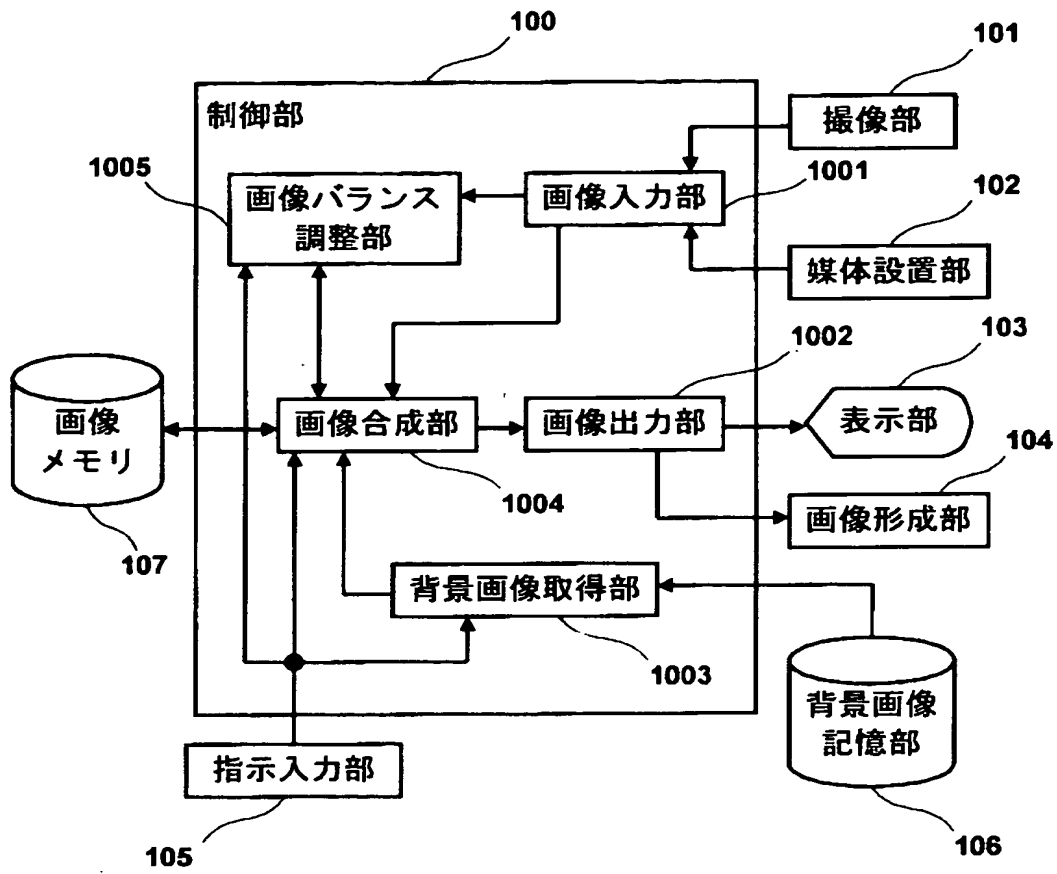 100
101
制御部
撮像部
1005
画像バランス
調整部
画像入力部
1001
102
媒体設置部
1002
103
画像
メモリ
画像合成部
画像出力部
表示部
104
1004
画像形成部
107
背景画像取得部
1003
背景画像
記憶部
指示入力部
105
106